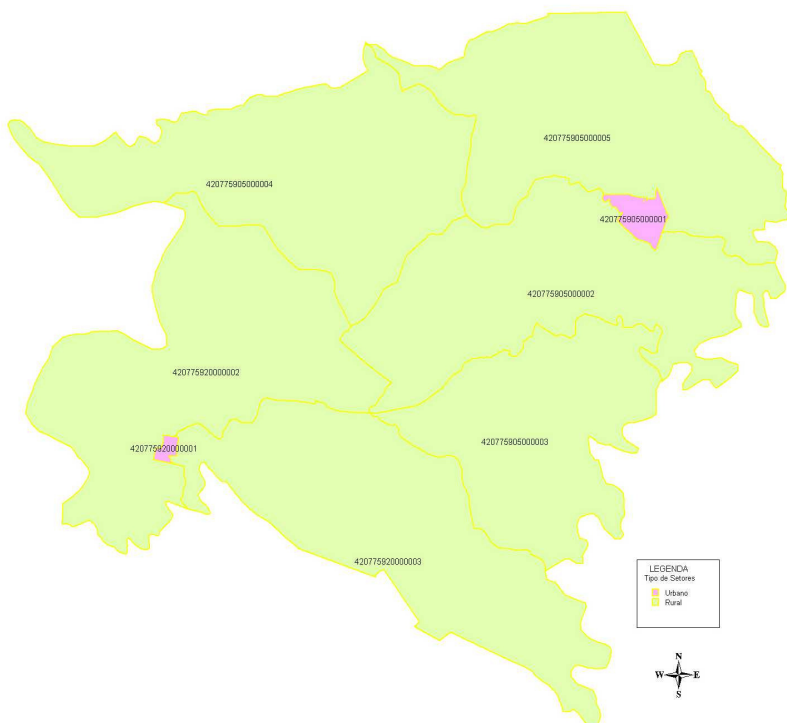 420775905000005
420775905000004
420775905000001
420775905000002
420775920000002
420775905000003
420775920000001
420775920000003
LEGENDA
Tipo de Setores
Urbano
Rural
N
W E
S